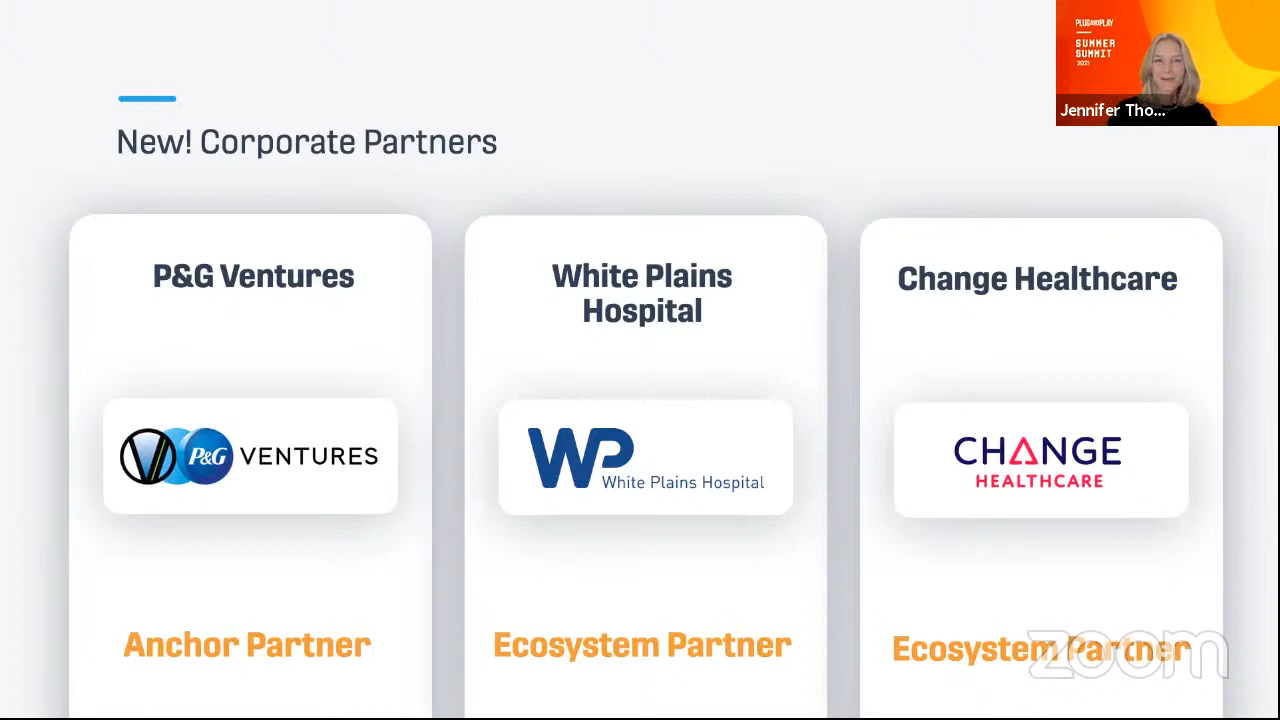 PLUGANDPLAY
SUMMER
SUMMIT
2021
Jennifer Tho...
New! Corporate Partners
P&G Ventures
White Plains
Hospital
Change Healthcare
P&G VENTURES
WP
White Plains Hospital
CHANGE
HEALTHCARE
Anchor Partner
Ecosystem Partner
Ecosystem Partner
zoom